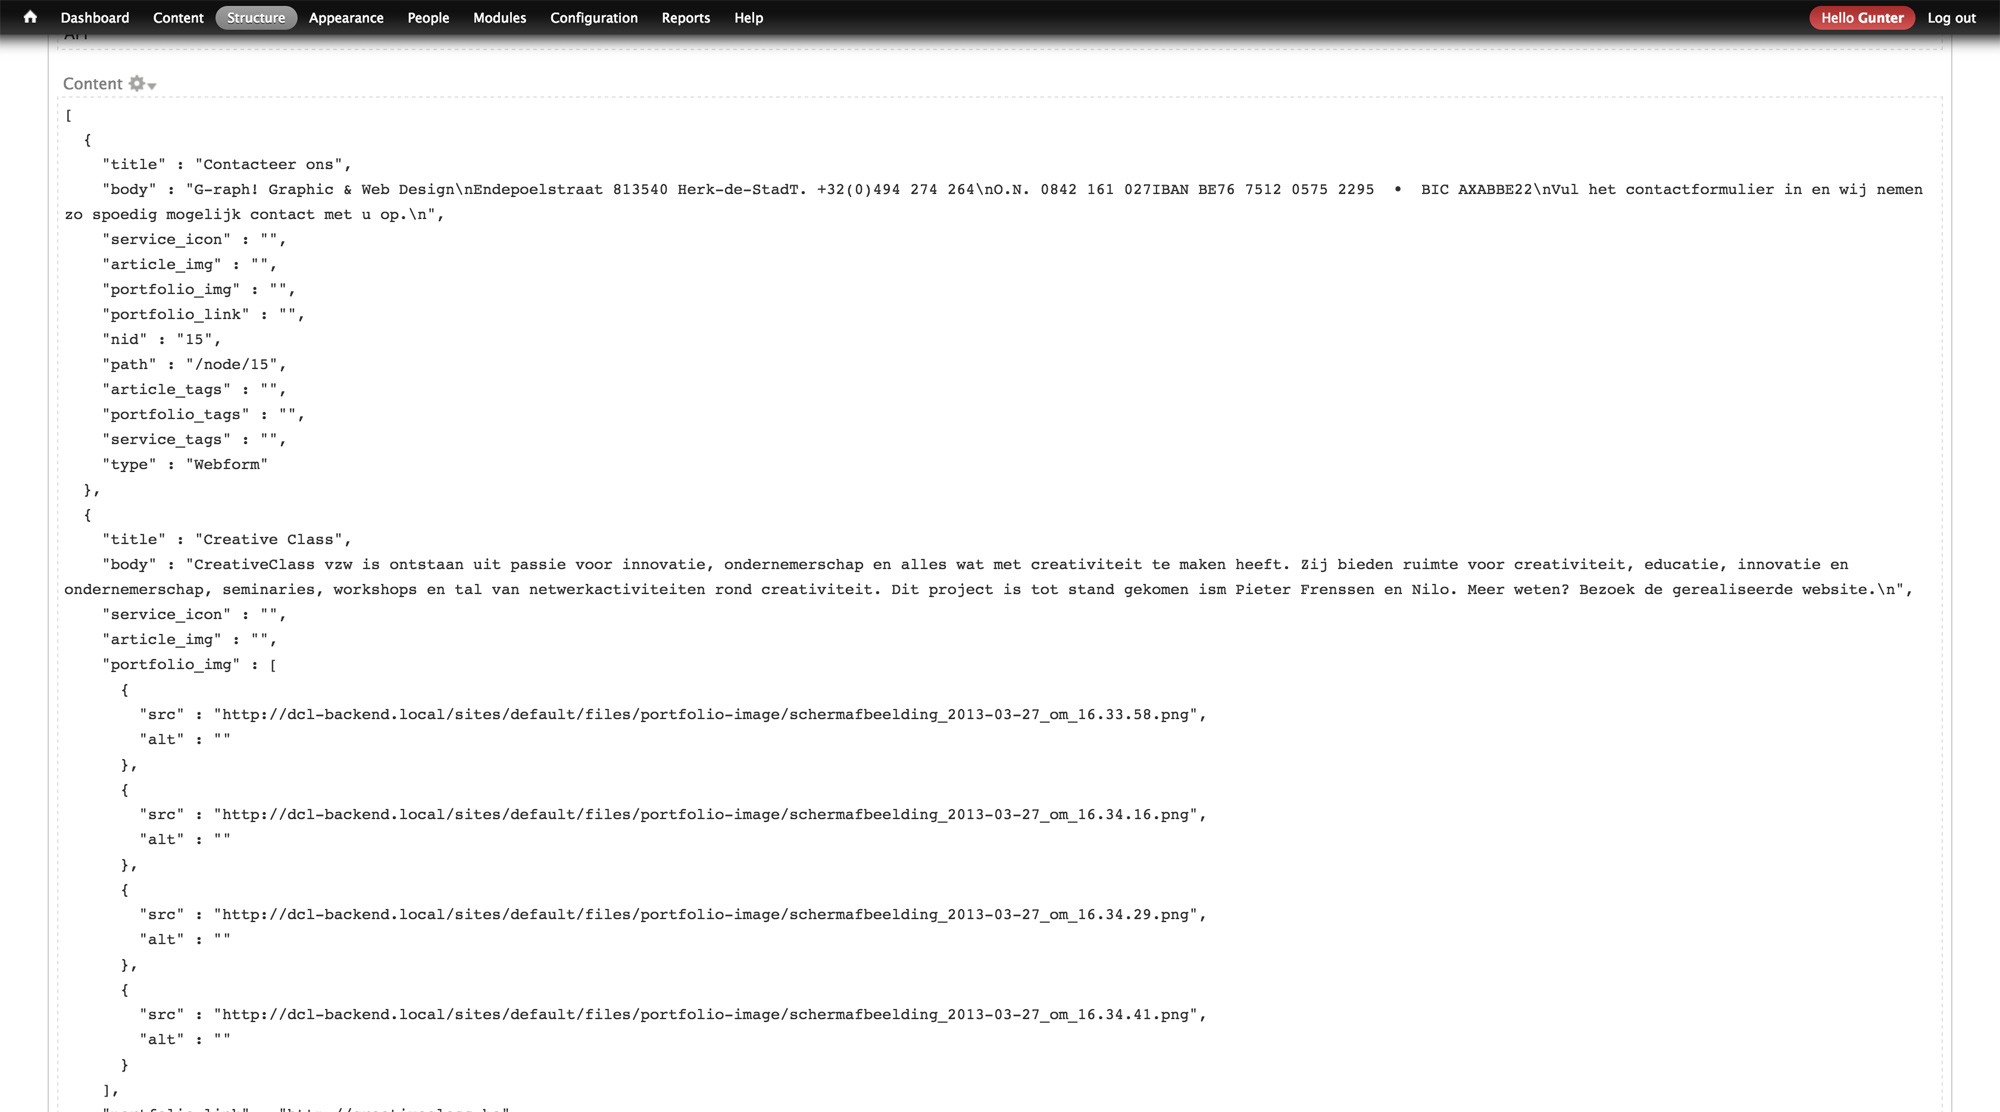 Dashboard Content Structure Appearance People Modules Configuration Reports Help Hello Gunter Log out
API
Content
[
{
"title" : "Contacteer ons",
"body" : "G-raph! Graphic & Web Design\nEndepoelstraat 813540 Herk-de-StadT. +32(0)494 274 264\nO.N. 0842 161 027IBAN BE76 7512 0575 2295 • BIC AXABBE22\nVul het contactformulier in en wij nemen
zo spoedig mogelijk contact met u op.\n",
"service_icon" : "",
"article_img" : "",
"portfolio_img" : "",
"portfolio_link" : "",
"nid" : "15",
"path" : "/node/15",
"article_tags" : "",
"portfolio_tags" : "",
"service_tags" : "",
"type" : "Webform"
},
{
"title" : "Creative Class",
"body" : "CreativeClass vzw is ontstaan uit passie voor innovatie, ondernemerschap en alles wat met creativiteit te maken heeft. Zij bieden ruimte voor creativiteit, educatie, innovatie en
ondernemerschap, seminaries, workshops en tal van netwerkactiviteiten rond creativiteit. Dit project is tot stand gekomen ism Pieter Frenssen en Nilo. Meer weten? Bezoek de gerealiseerde website.\n",
"service_icon" : "",
"article_img" : "",
"portfolio_img" : [
{
"src" : "http://dcl-backend.local/sites/default/files/portfolio-image/schermafbeelding_2013-03-27_om_16.33.58.png",
"alt" : ""
},
{
"src" : "http://dcl-backend.local/sites/default/files/portfolio-image/schermafbeelding_2013-03-27_om_16.34.16.png",
"alt" : ""
},
{
"src" : "http://dcl-backend.local/sites/default/files/portfolio-image/schermafbeelding_2013-03-27_om_16.34.29.png",
"alt" : ""
},
{
"src" : "http://dcl-backend.local/sites/default/files/portfolio-image/schermafbeelding_2013-03-27_om_16.34.41.png",
"alt" : ""
}
],